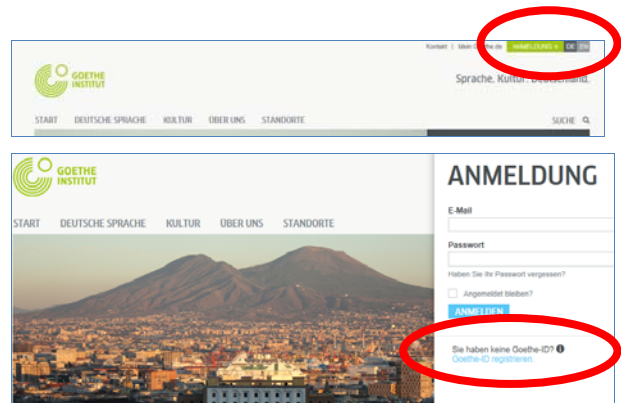 Kontakt | Mein Goethe.de ANMELDUNG DE EN
GOETHE
INSTITUT
Sprache. Kultur. Deutschland.
START DEUTSCHE SPRACHE KULTUR ÜBER UNS STANDORTE SUCHE
GOETHE
INSTITUT
START DEUTSCHE SPRACHE KULTUR ÜBER UNS STANDORTE
ANMELDUNG
E-Mail
Passwort
Haben Sie Ihr Passwort vergessen?
Angemeldet bleiben?
ANMELDEN
Sie haben keine Goethe-ID?
Goethe-ID registrieren.